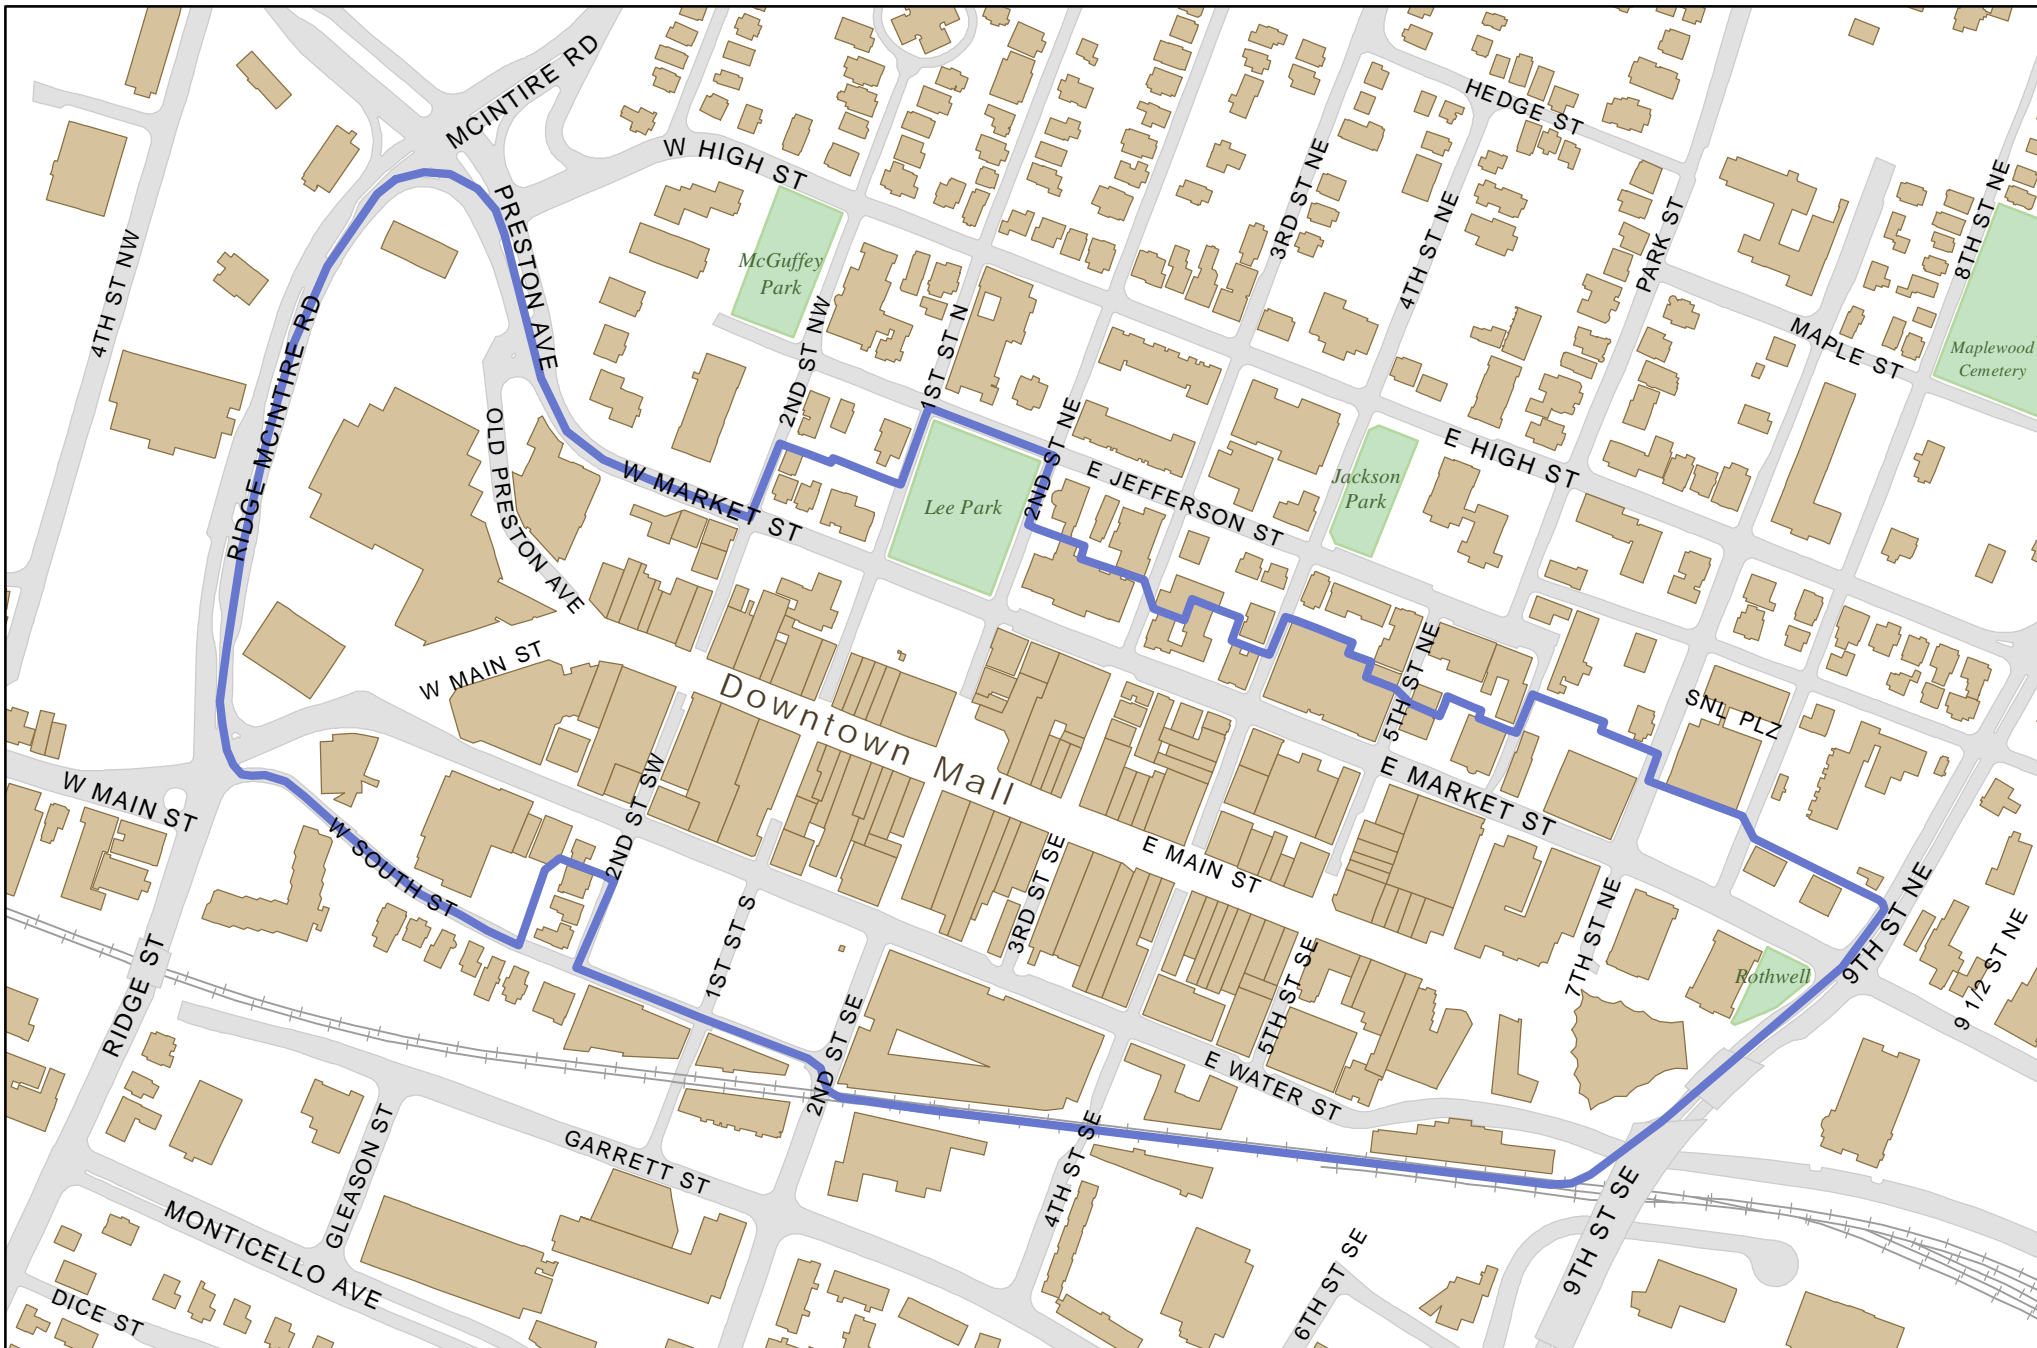 MCINTIRE RD
HEDGE ST
W HIGH ST
3RD ST NE
4TH ST NE
PARK ST
8TH ST NE
4TH ST NW
PRESTON AVE
McGuffey
Park
2ND ST NW
1ST ST N
MAPLE ST
Maplewood
Cemetery
RIDGE MCINTIRE RD
OLD PRESTON AVE
W MARKET ST
Lee Park
2ND ST NE
E JEFFERSON ST
Jackson
Park
E HIGH ST
W MAIN ST
Downtown Mall
5TH ST NE
SNL PLZ
W MAIN ST
2ND ST SW
E MARKET ST
W SOUTH ST
E MAIN ST
3RD ST SE
1ST ST S
7TH ST NE
9TH ST NE
9 1/2 ST NE
Rothwell
RIDGE ST
5TH ST SE
2ND ST SE
E WATER ST
GARRETT ST
GLEASON ST
4TH ST SE
MONTICELLO AVE
9TH ST SE
6TH ST SE
DICE ST